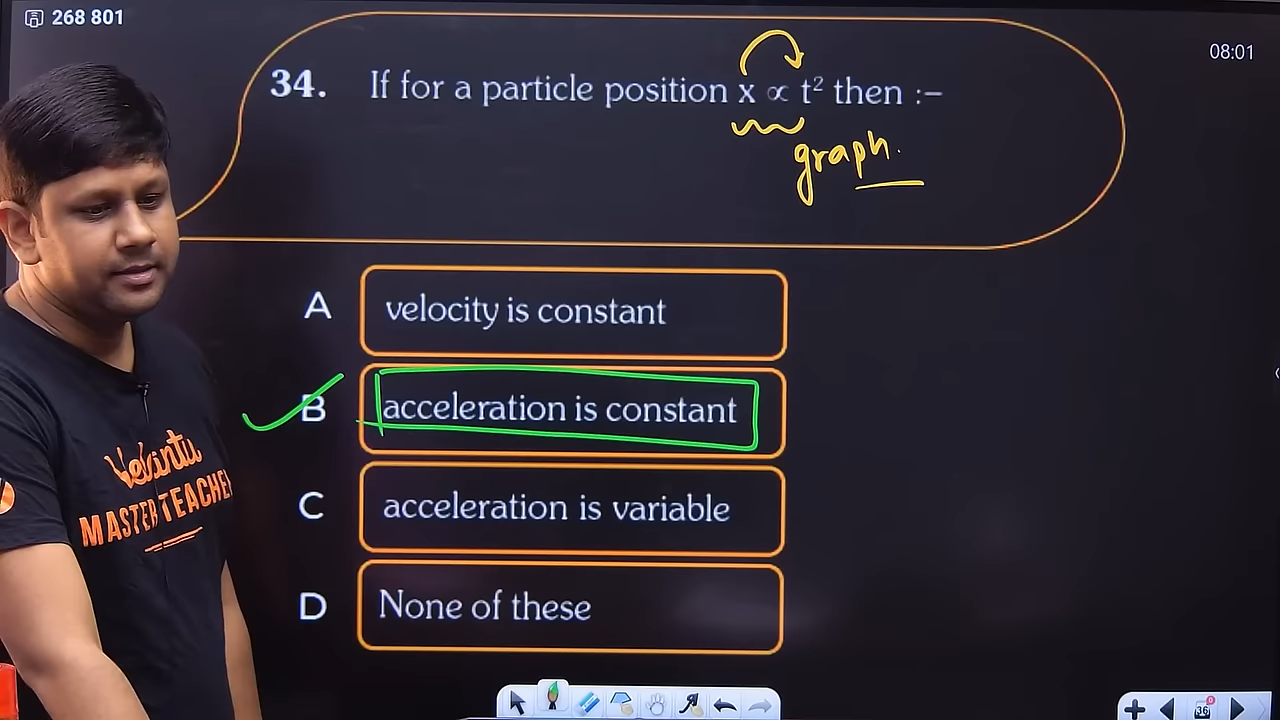 268 801
08:01
34. If for a particle position x ∝ t² then :–
graph.
A velocity is constant
B acceleration is constant
C acceleration is variable
D None of these
Vedantu
MASTER TEACHER
36